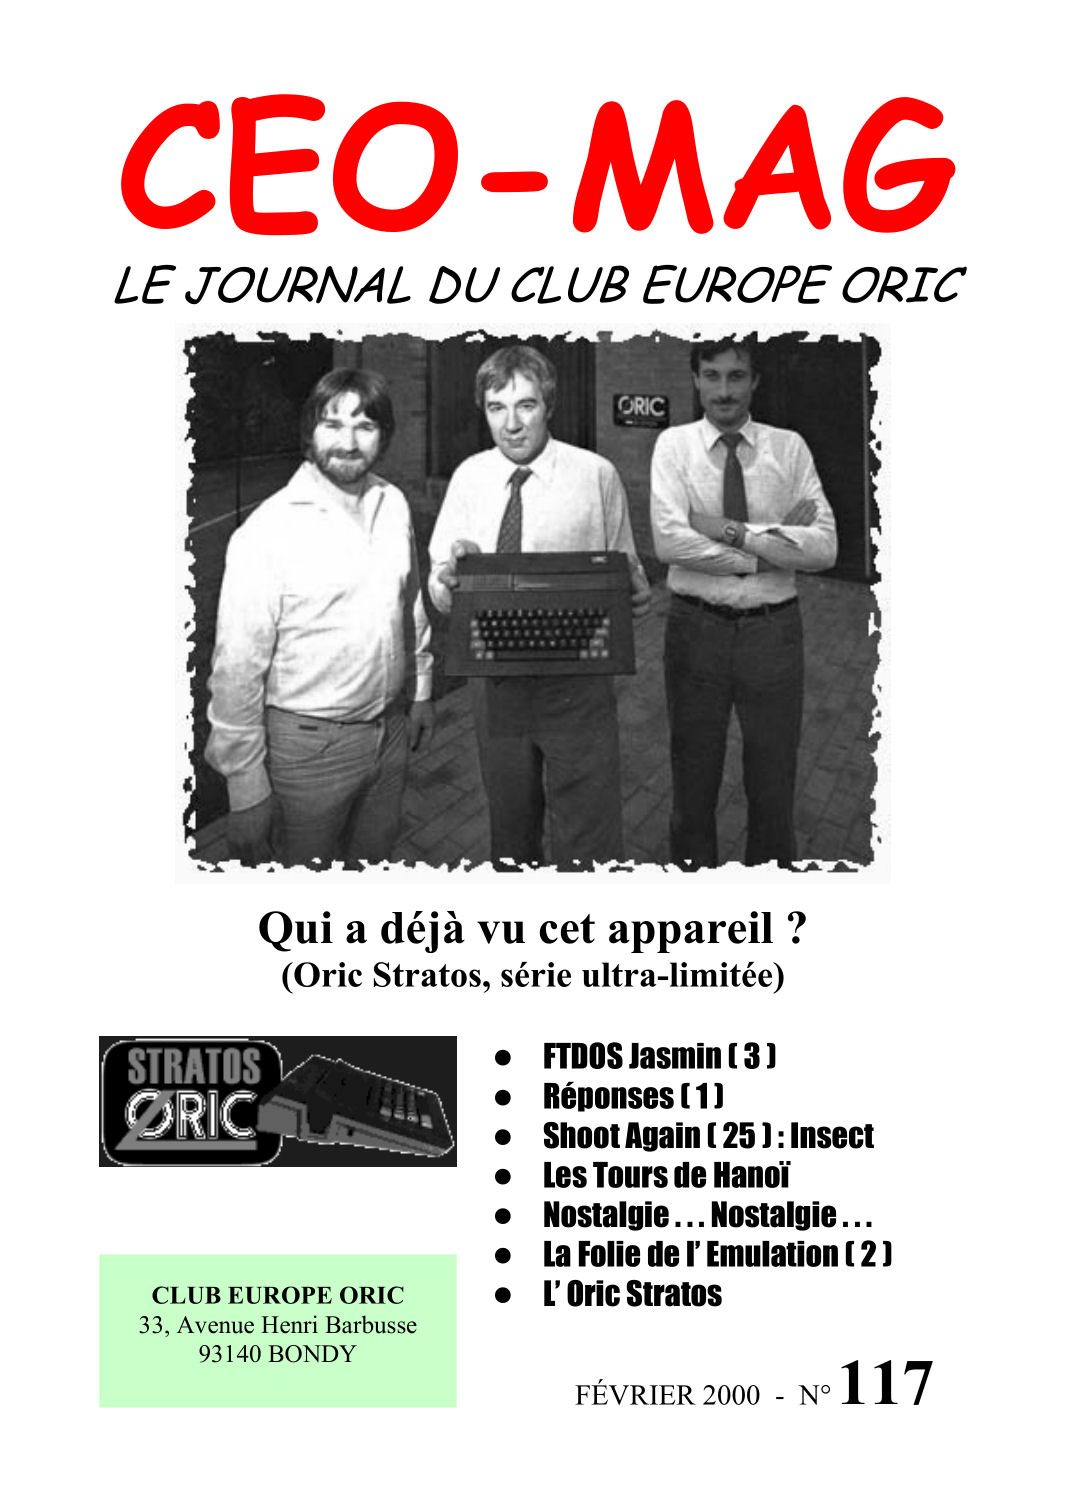 CEO-MAG
LE JOURNAL DU CLUB EUROPE ORIC
ORIC
Qui a déjà vu cet appareil ?
(Oric Stratos, série ultra-limitée)
STRATOS
ORIC
● FTDOS Jasmin ( 3 )
● Réponses ( 1 )
● Shoot Again ( 25 ) : Insect
● Les Tours de Hanoï
● Nostalgie . . . Nostalgie . . .
● La Folie de l’ Emulation ( 2 )
● L’ Oric Stratos
CLUB EUROPE ORIC
33, Avenue Henri Barbusse
93140 BONDY
FÉVRIER 2000 - N° 117